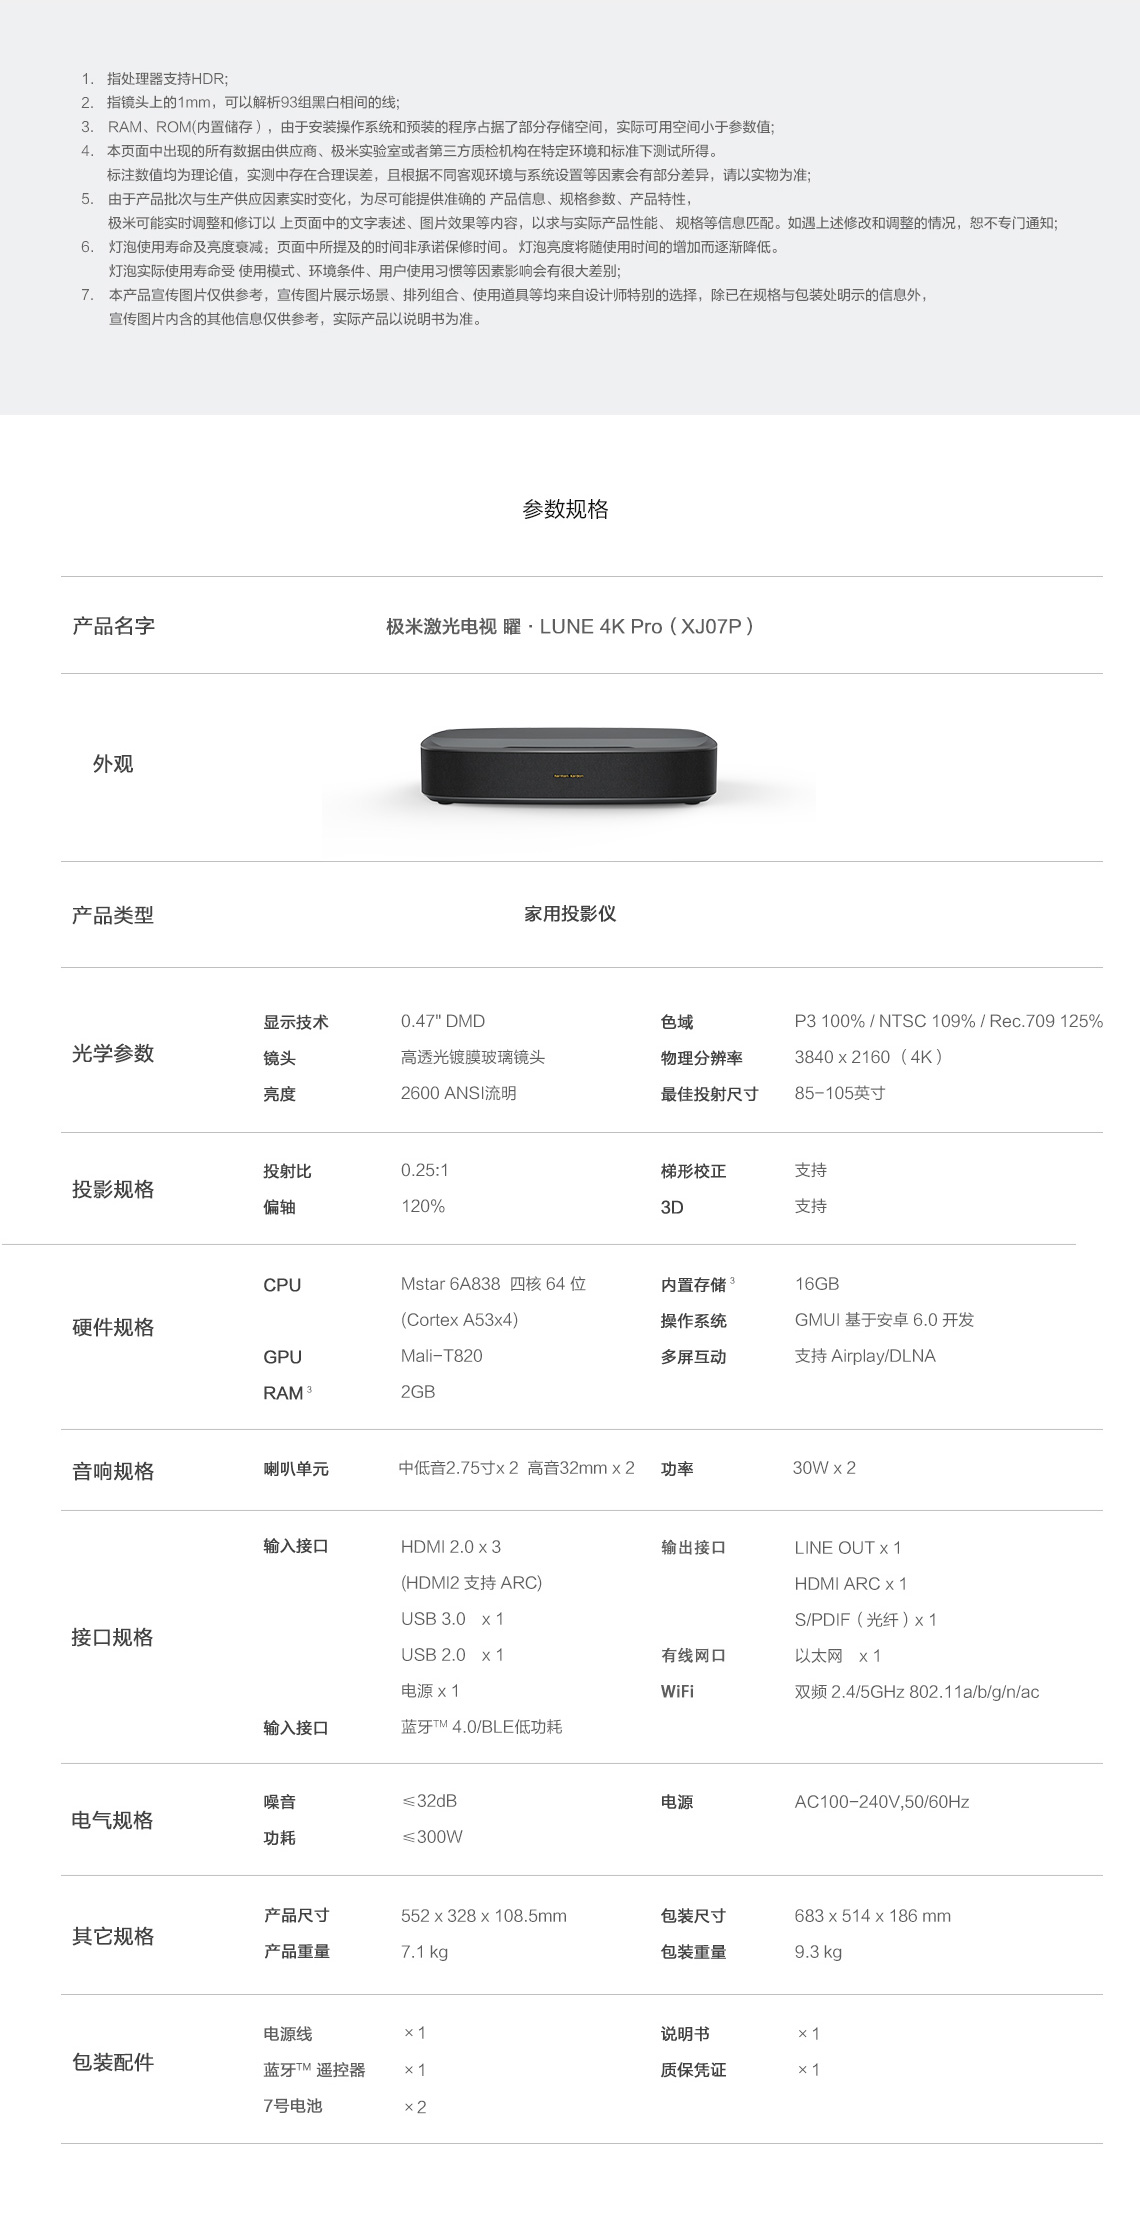 1. 指处理器支持HDR;
2. 指镜头上的1mm，可以解析93组黑白相间的线;
3. RAM、ROM(内置储存），由于安装操作系统和预装的程序占据了部分存储空间，实际可用空间小于参数值;
4. 本页面中出现的所有数据由供应商、极米实验室或者第三方质检机构在特定环境和标准下测试所得。
标注数值均为理论值，实测中存在合理误差，且根据不同客观环境与系统设置等因素会有部分差异，请以实物为准;
5. 由于产品批次与生产供应因素实时变化，为尽可能提供准确的 产品信息、规格参数、产品特性，
极米可能实时调整和修订以 上页面中的文字表述、图片效果等内容，以求与实际产品性能、 规格等信息匹配。如遇上述修改和调整的情况，恕不专门通知;
6. 灯泡使用寿命及亮度衰减：页面中所提及的时间非承诺保修时间。 灯泡亮度将随使用时间的增加而逐渐降低。
灯泡实际使用寿命受 使用模式、环境条件、用户使用习惯等因素影响会有很大差别;
7. 本产品宣传图片仅供参考，宣传图片展示场景、排列组合、使用道具等均来自设计师特别的选择，除已在规格与包装处明示的信息外，
宣传图片内含的其他信息仅供参考，实际产品以说明书为准。
参数规格
产品名字 极米激光电视 曜 · LUNE 4K Pro（XJ07P）
外观
harman kardon
产品类型 家用投影仪
光学参数
显示技术 0.47" DMD 色域 P3 100% / NTSC 109% / Rec.709 125%
镜头 高透光镀膜玻璃镜头 物理分辨率 3840 x 2160 （4K）
亮度 2600 ANSI流明 最佳投射尺寸 85-105英寸
投影规格
投射比 0.25:1 梯形校正 支持
偏轴 120% 3D 支持
硬件规格
CPU Mstar 6A838 四核 64 位 内置存储 3 16GB
(Cortex A53x4) 操作系统 GMUI 基于安卓 6.0 开发
GPU Mali-T820 多屏互动 支持 Airplay/DLNA
RAM 3 2GB
音响规格 喇叭单元 中低音2.75寸x 2 高音32mm x 2 功率 30W x 2
接口规格
输入接口 HDMI 2.0 x 3 输出接口 LINE OUT x 1
(HDMI2 支持 ARC) HDMI ARC x 1
USB 3.0 x 1 S/PDIF（光纤）x 1
USB 2.0 x 1 有线网口 以太网 x 1
电源 x 1 WiFi 双频 2.4/5GHz 802.11a/b/g/n/ac
输入接口 蓝牙™ 4.0/BLE低功耗
电气规格
噪音 ≤32dB 电源 AC100-240V,50/60Hz
功耗 ≤300W
其它规格
产品尺寸 552 x 328 x 108.5mm 包装尺寸 683 x 514 x 186 mm
产品重量 7.1 kg 包装重量 9.3 kg
包装配件
电源线 ×1 说明书 ×1
蓝牙™ 遥控器 ×1 质保凭证 ×1
7号电池 ×2